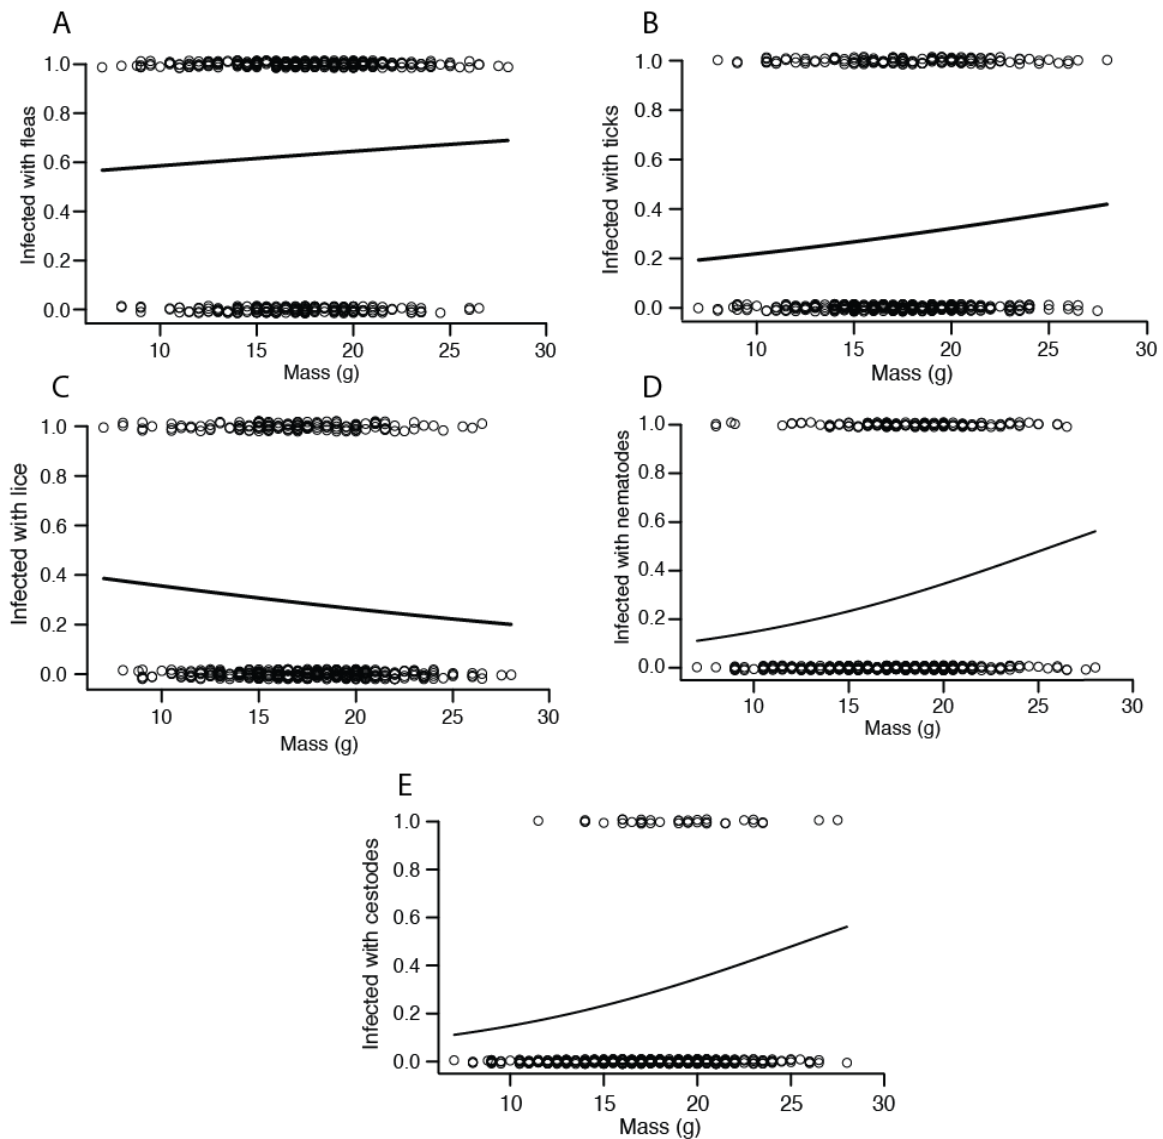 A
1.0
0.8
0.6
0.4
0.2
0.0
Infected with fleas
10 15 20 25 30
Mass (g)
B
1.0
0.8
0.6
0.4
0.2
0.0
Infected with ticks
10 15 20 25 30
Mass (g)
C
1.0
0.8
0.6
0.4
0.2
0.0
Infected with lice
10 15 20 25 30
Mass (g)
D
1.0
0.8
0.6
0.4
0.2
0.0
Infected with nematodes
10 15 20 25 30
Mass (g)
E
1.0
0.8
0.6
0.4
0.2
0.0
Infected with cestodes
10 15 20 25 30
Mass (g)